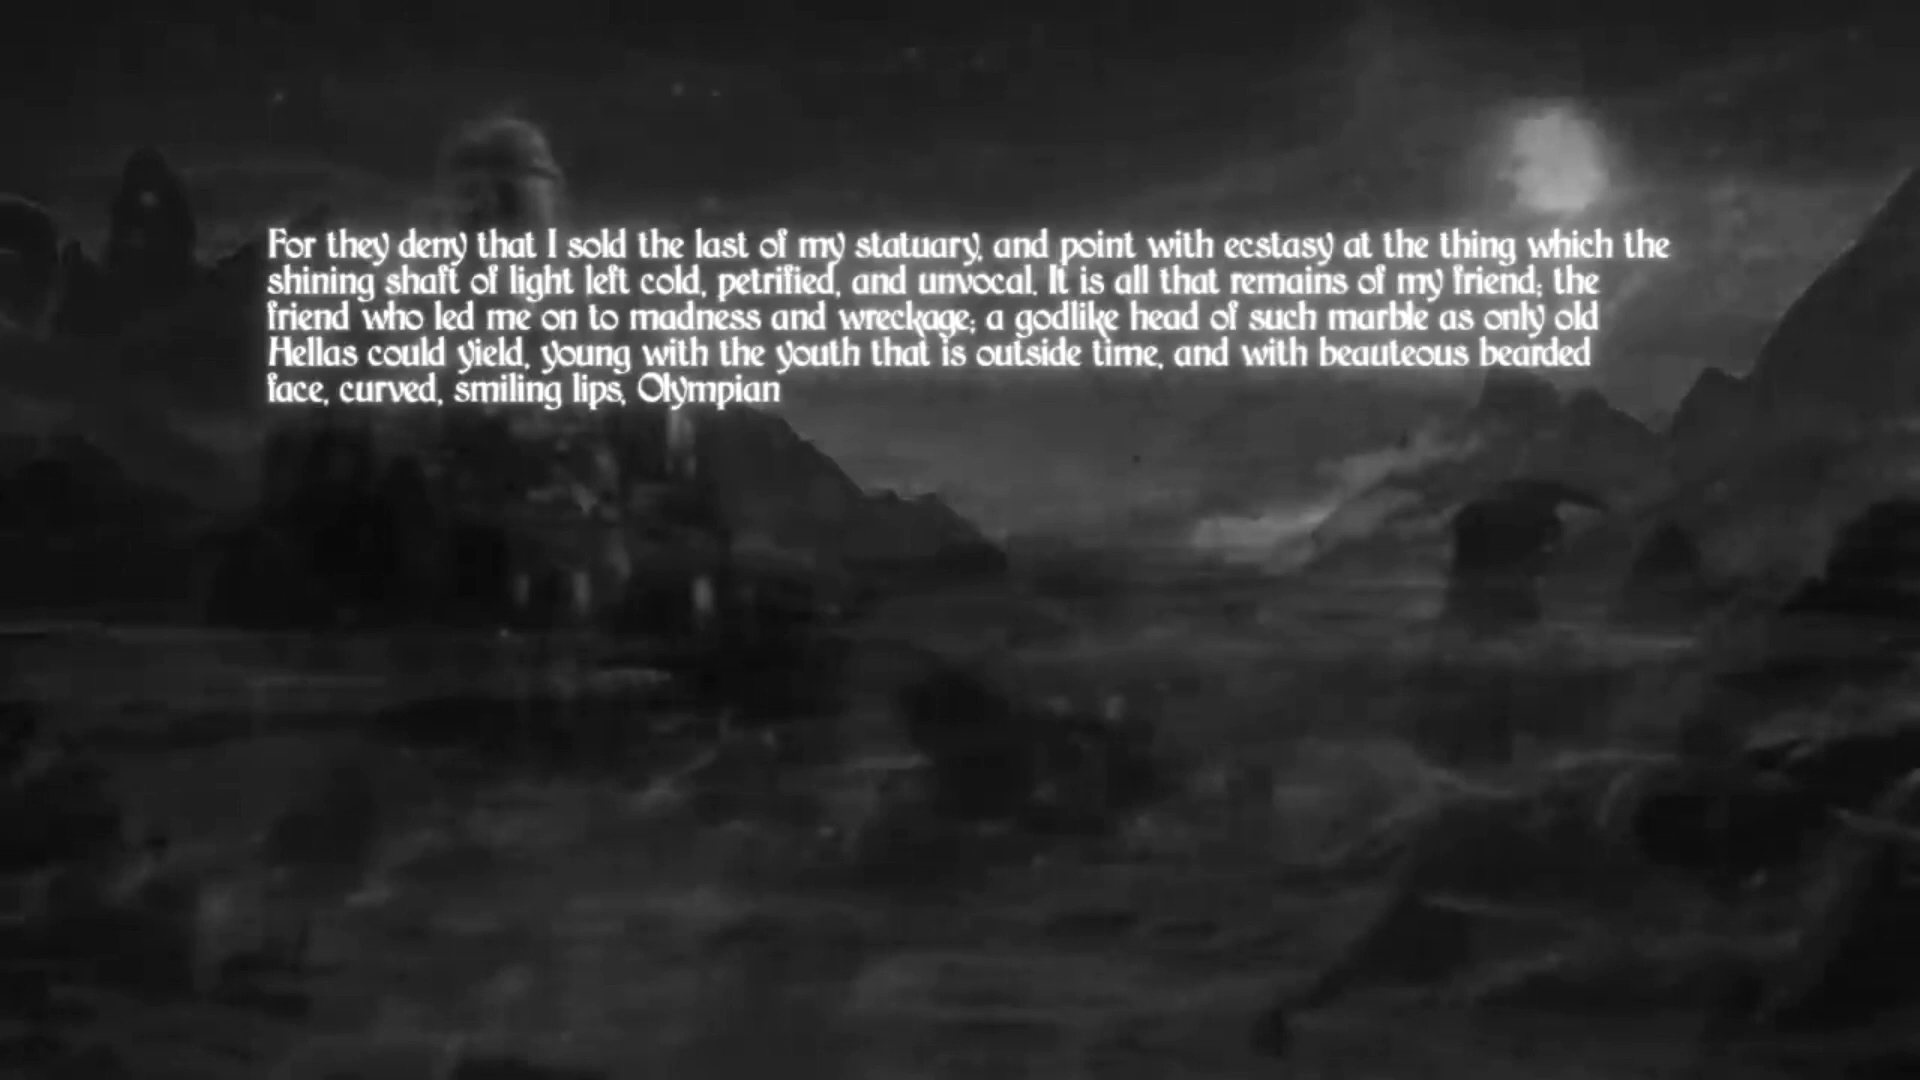 For they deny that I sold the last of my statuary, and point with ecstasy at the thing which the
shining shaft of light left cold, petrified, and unvocal. It is all that remains of my friend; the
friend who led me on to madness and wreckage; a godlike head of such marble as only old
Hellas could yield, young with the youth that is outside time, and with beauteous bearded
face, curved, smiling lips, Olympian